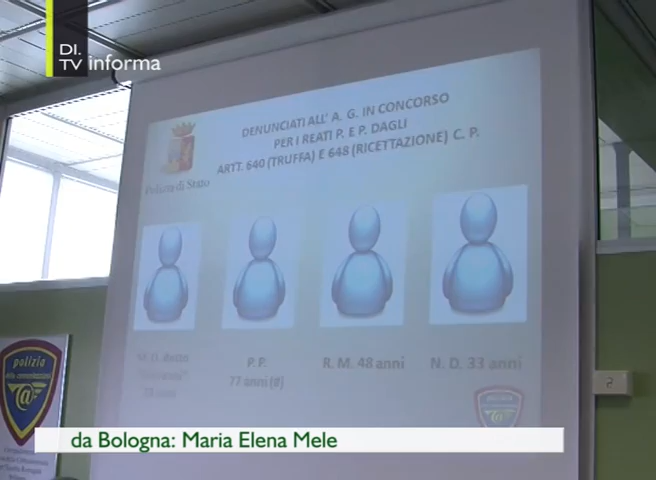 DI.
TV informa
DENUNCIATI ALL' A. G. IN CONCORSO
PER I REATI P. E P. DAGLI
ARTT. 640 (TRUFFA) E 648 (RICETTAZIONE) C. P.
Polizia di Stato
P. P.
77 anni (#)
R. M. 48 anni
N. D. 33 anni
polizia
@
da Bologna: Maria Elena Mele